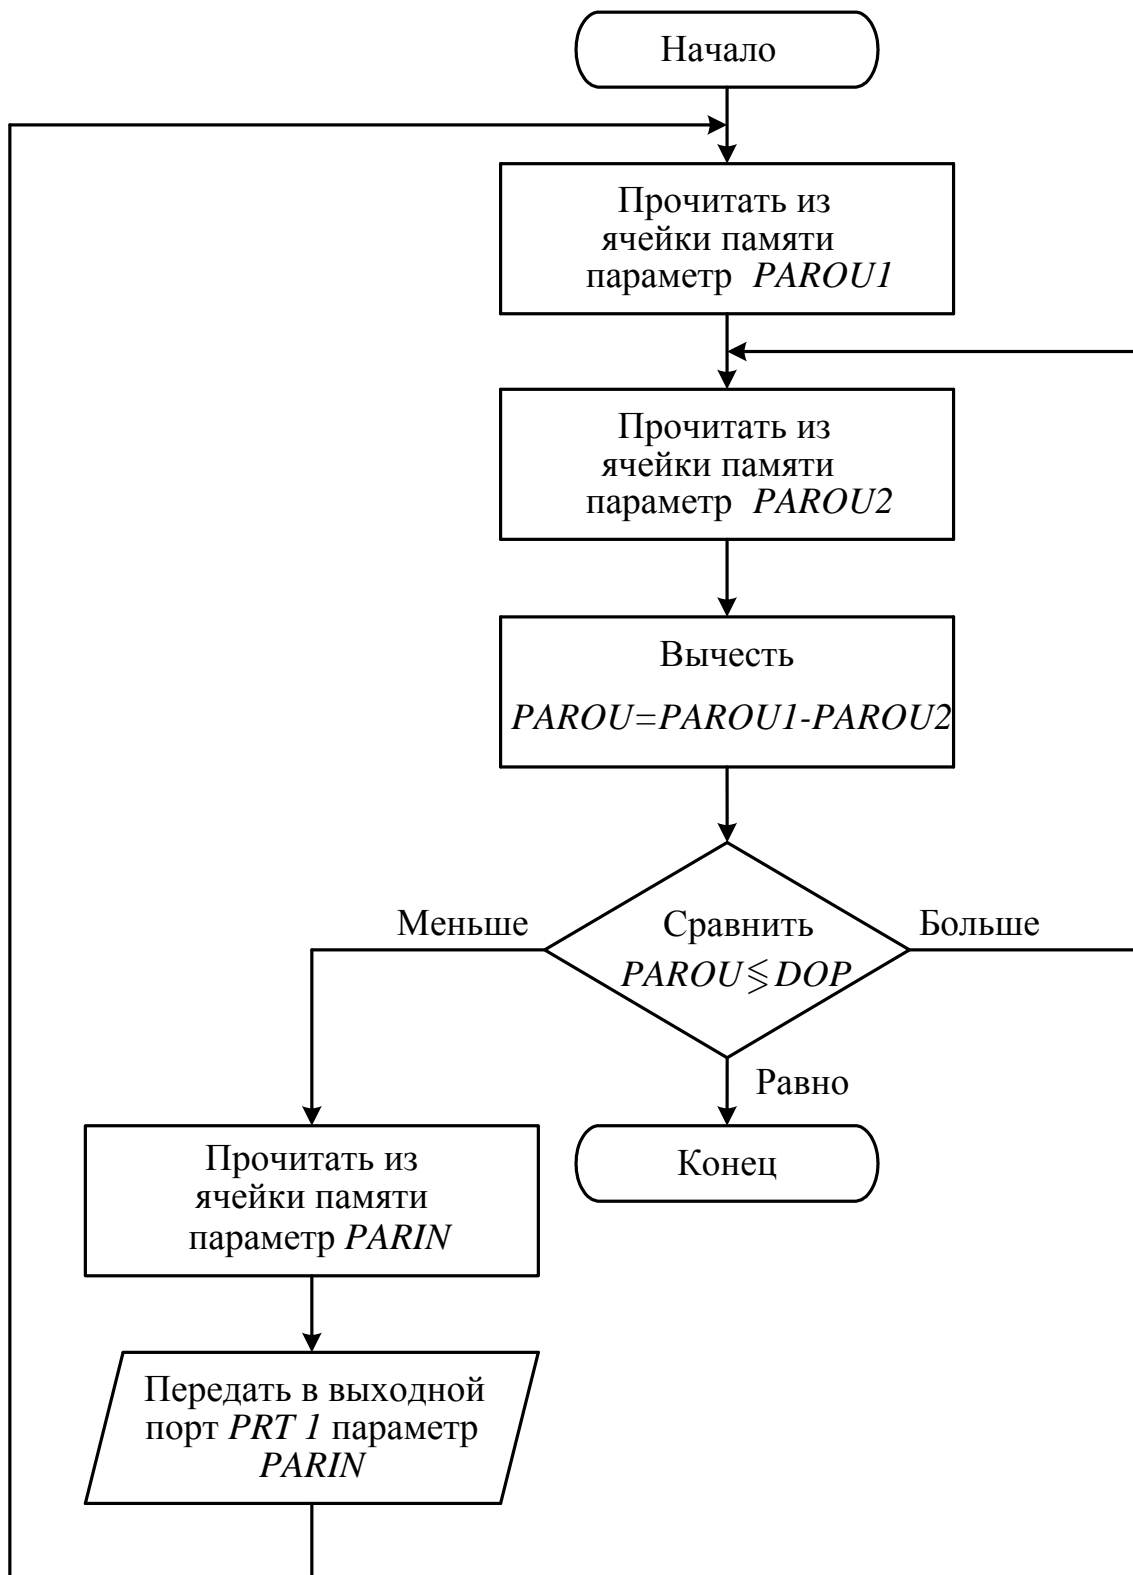 Начало
Прочитать из
ячейки памяти
параметр PAROU1
Прочитать из
ячейки памяти
параметр PAROU2
Вычесть
PAROU=PAROU1-PAROU2
Меньше
Сравнить
PAROU≶DOP
Больше
Равно
Конец
Прочитать из
ячейки памяти
параметр PARIN
Передать в выходной
порт PRT 1 параметр
PARIN